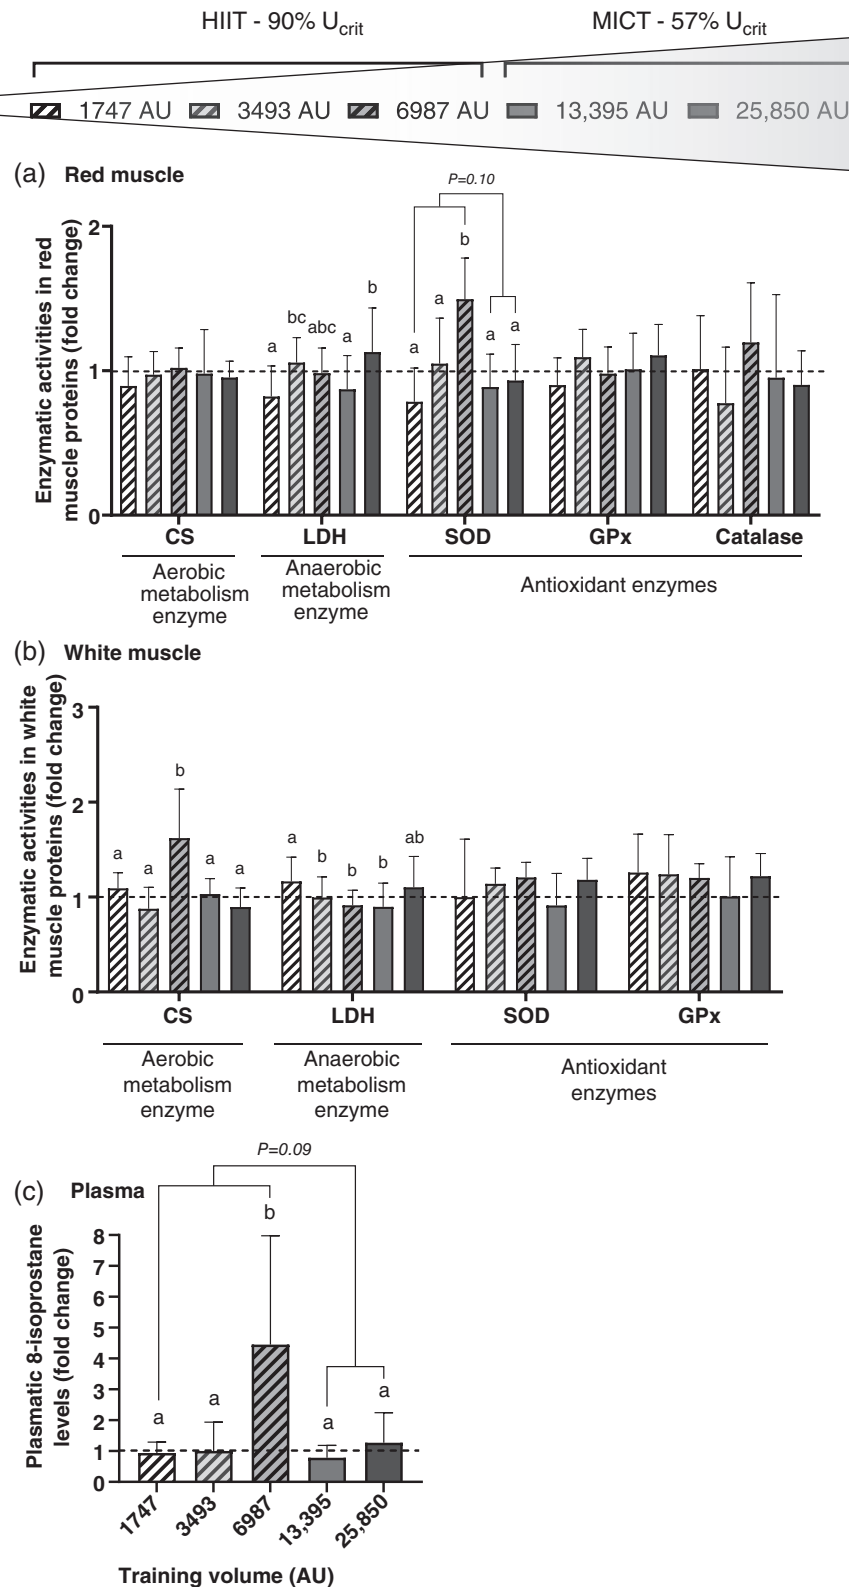 HIIT - 90% Ucrit MICT - 57% Ucrit
1747 AU 3493 AU 6987 AU 13,395 AU 25,850 AU
(a) Red muscle
P=0.10
Enzymatic activities in red
muscle proteins (fold change)
2
1
0
a bc abc a b
a a b a a
CS LDH SOD GPx Catalase
Aerobic
metabolism
enzyme
Anaerobic
metabolism
enzyme
Antioxidant enzymes
(b) White muscle
Enzymatic activities in white
muscle proteins (fold change)
3
2
1
0
a a b a a
a b b b ab
CS LDH SOD GPx
Aerobic
metabolism
enzyme
Anaerobic
metabolism
enzyme
Antioxidant
enzymes
(c) Plasma
P=0.09
Plasmatic 8-isoprostane
levels (fold change)
8
7
6
5
4
3
2
1
0
a a b a a
1747 3493 6987 13,395 25,850
Training volume (AU)